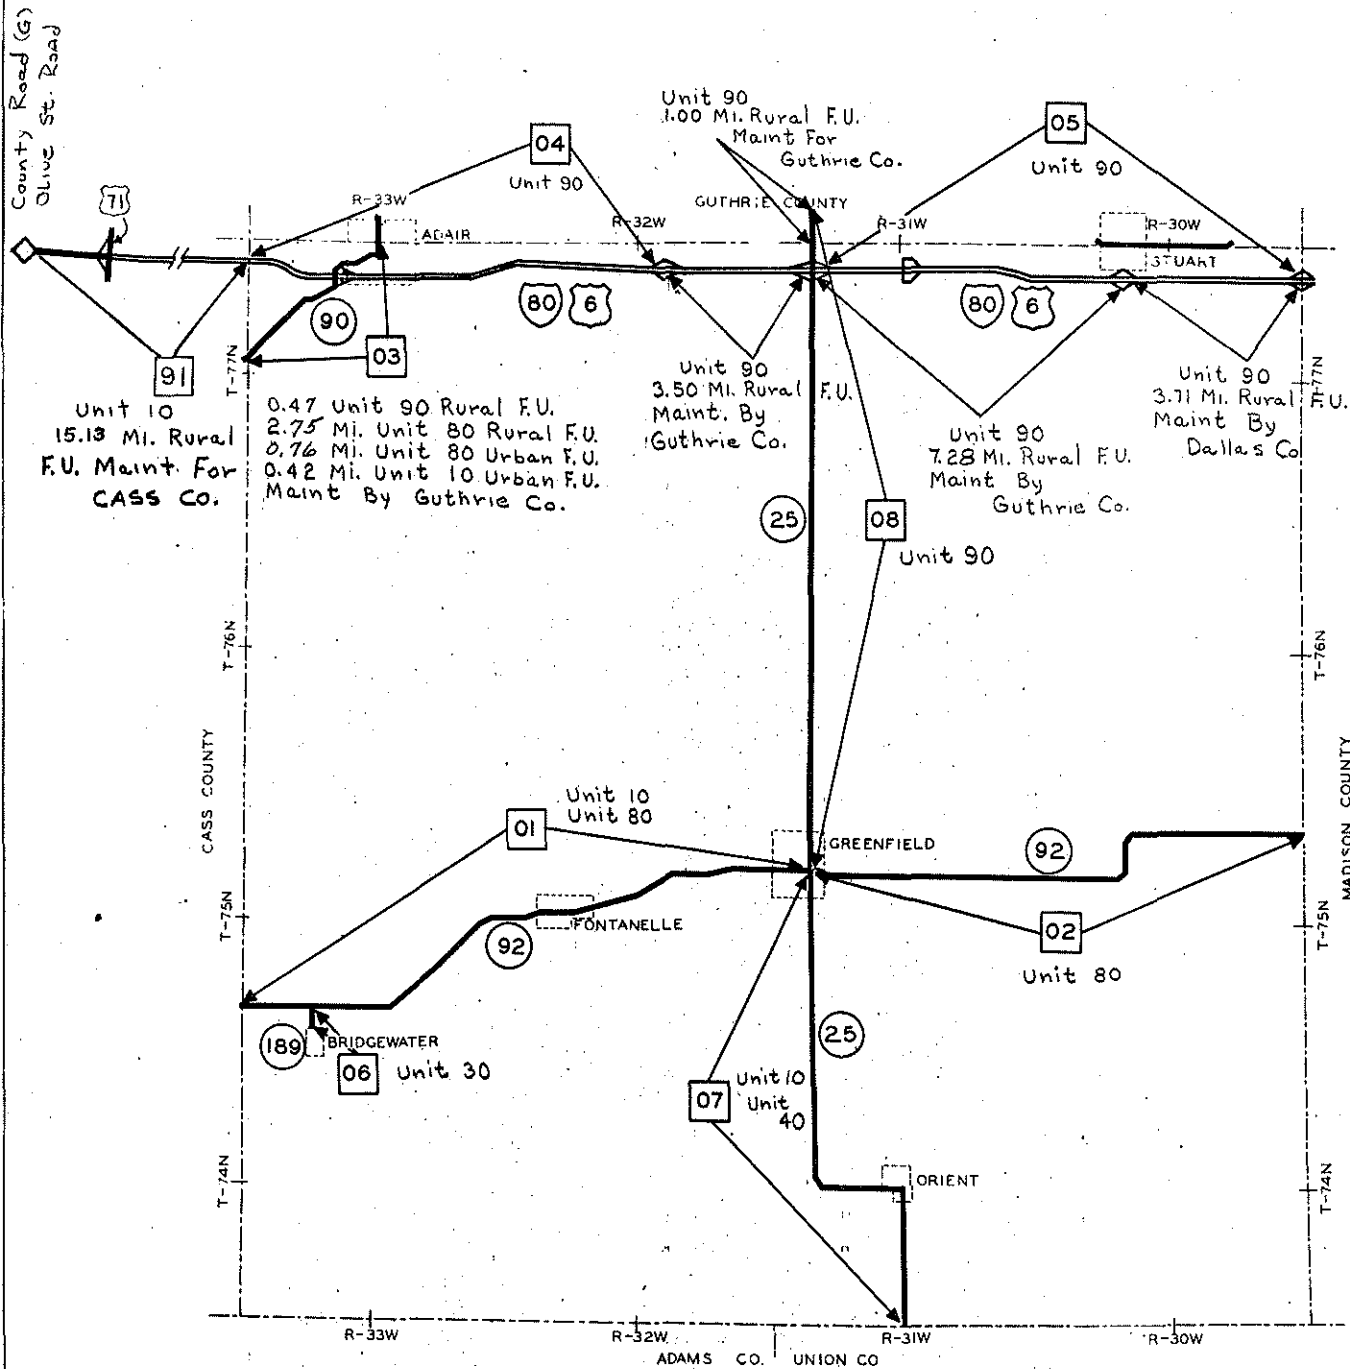 County Road (G)
Olive St. Road
71
Unit 90
1.00 Mi. Rural F.U.
Maint For
Guthrie Co.
04
Unit 90
05
Unit 90
R-33W
R-32W
GUTHRIE COUNTY
R-31W
R-30W
ADAIR
STUART
80
6
80
6
90
03
91
T-77N
T-77N
Unit 10
15.13 Mi. Rural
F.U. Maint. For
CASS CO.
0.47 Unit 90 Rural F.U.
2.75 Mi. Unit 80 Rural F.U.
0.76 Mi. Unit 80 Urban F.U.
0.42 Mi. Unit 10 Urban F.U.
Maint By Guthrie Co.
Unit 90
3.50 Mi. Rural F.U.
Maint. By
Guthrie Co.
Unit 90
7.28 Mi. Rural F.U.
Maint By
Guthrie Co.
Unit 90
3.71 Mi. Rural F.U.
Maint By
Dallas Co
25
08
Unit 90
T-76N
T-76N
CASS COUNTY
MADISON COUNTY
Unit 10
Unit 80
01
GREENFIELD
92
T-75N
T-75N
FONTANELLE
92
02
Unit 80
189
BRIDGEWATER
06
Unit 30
25
07
Unit 10
Unit
40
T-74N
T-74N
ORIENT
R-33W
R-32W
R-31W
R-30W
ADAMS CO. UNION CO